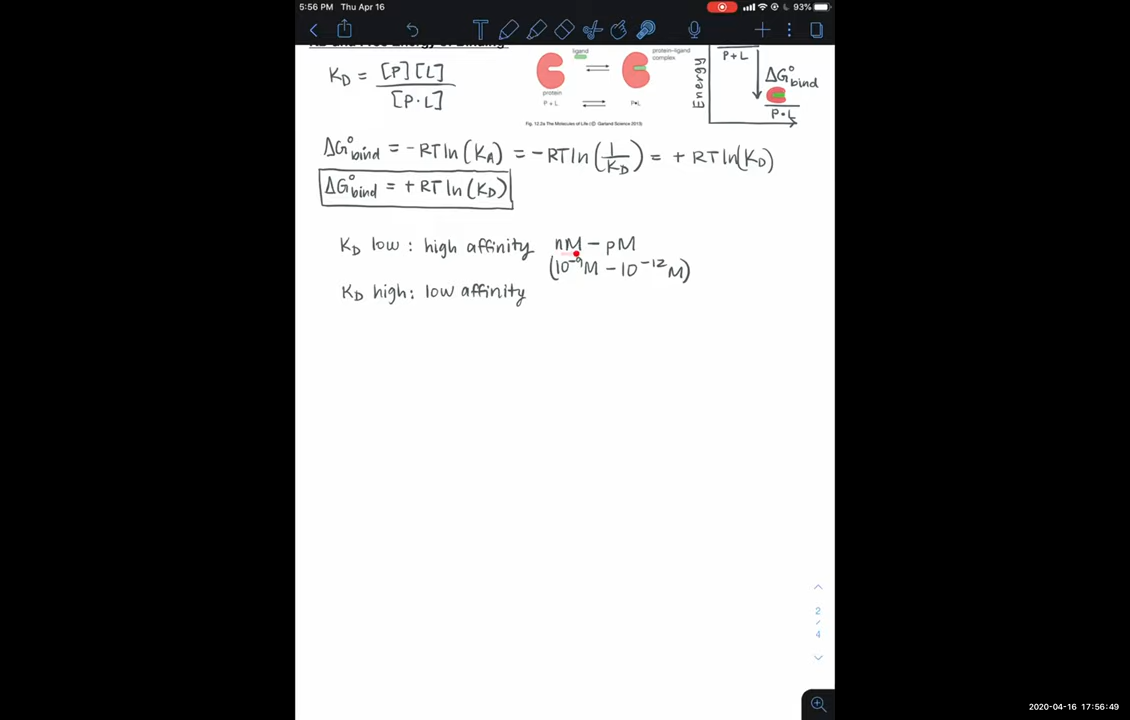 5:56 PM Thu Apr 16
93%
ligand
protein-ligand
complex
protein
P + L
P•L
Fig. 12.2a The Molecules of Life (© Garland Science 2013)
K_D = [P][L] / [P·L]
Energy
P+L
ΔG°bind
P•L
ΔG°bind = -RT ln (K_A) = -RT ln (1/K_D) = + RT ln(K_D)
ΔG°bind = + RT ln (K_D)
K_D low : high affinity nM - pM
(10⁻⁹M - 10⁻¹²M)
K_D high : low affinity
2
/
4
2020-04-16 17:56:49